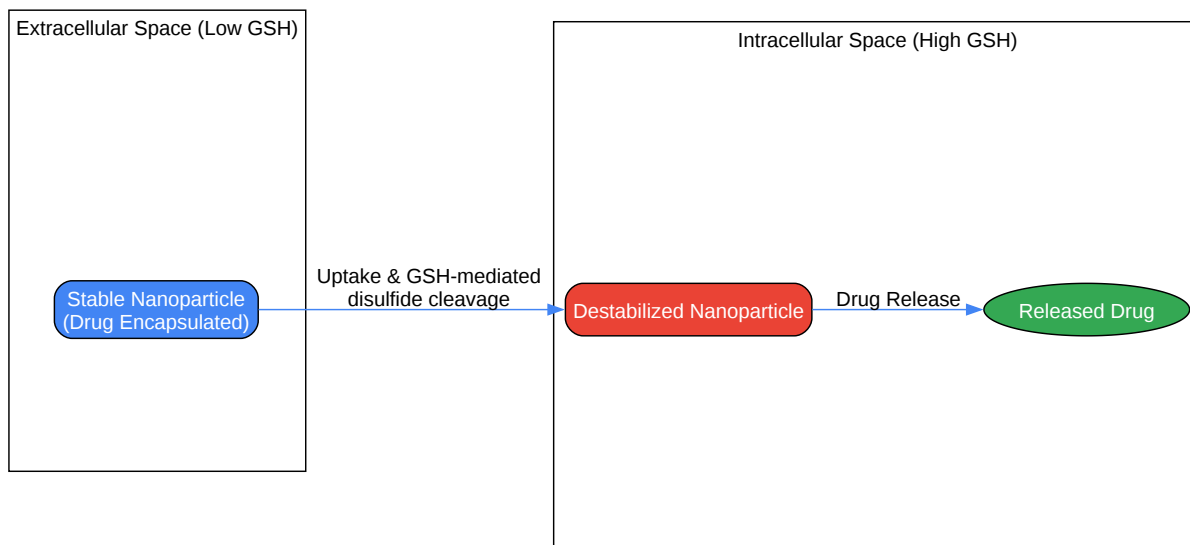 Extracellular Space (Low GSH)
Intracellular Space (High GSH)
Stable Nanoparticle
(Drug Encapsulated)
Uptake & GSH-mediated
disulfide cleavage
Destabilized Nanoparticle
Drug Release
Released Drug